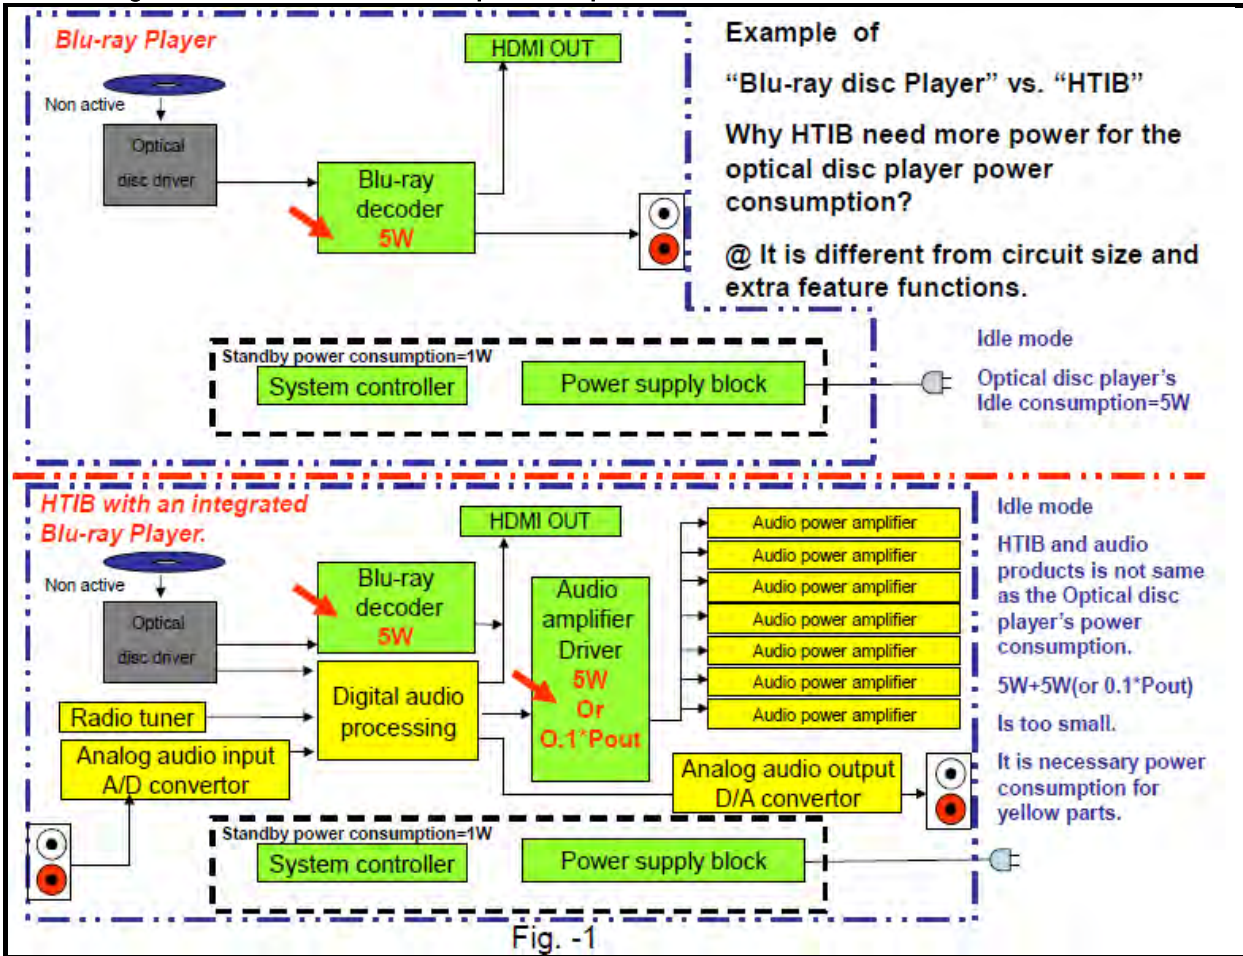 Blu-ray Player
HDMI OUT
Non active
Optical
disc driver
Blu-ray
decoder
5W
Standby power consumption=1W
System controller
Power supply block
Example of
“Blu-ray disc Player” vs. “HTIB”
Why HTIB need more power for the
optical disc player power
consumption?
@ It is different from circuit size and
extra feature functions.
Idle mode
Optical disc player's
Idle consumption=5W
HTIB with an integrated
Blu-ray Player.
HDMI OUT
Non active
Optical
disc driver
Blu-ray
decoder
5W
Digital audio
processing
Radio tuner
Analog audio input
A/D convertor
Audio
amplifier
Driver
5W
Or
0.1*Pout
Audio power amplifier
Audio power amplifier
Audio power amplifier
Audio power amplifier
Audio power amplifier
Audio power amplifier
Audio power amplifier
Analog audio output
D/A convertor
Standby power consumption=1W
System controller
Power supply block
Idle mode
HTIB and audio
products is not same
as the Optical disc
player's power
consumption.
5W+5W(or 0.1*Pout)
Is too small.
It is necessary power
consumption for
yellow parts.
Fig. -1